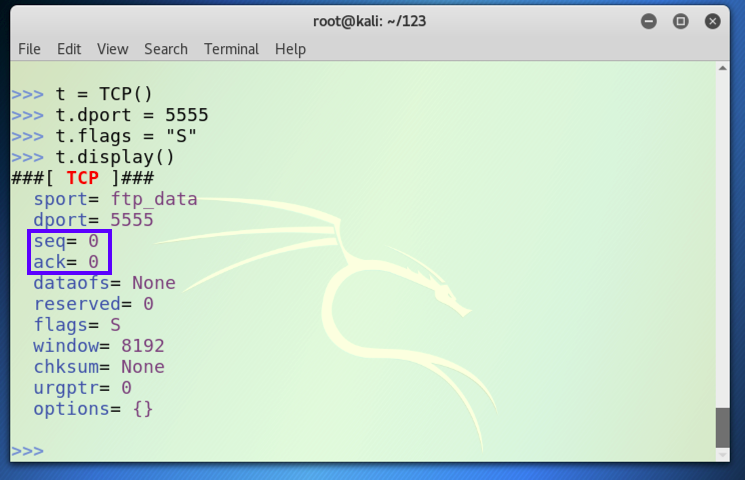 root@kali: ~/123
File Edit View Search Terminal Help
>>> t = TCP()
>>> t.dport = 5555
>>> t.flags = "S"
>>> t.display()
###[ TCP ]###
sport= ftp_data
dport= 5555
seq= 0
ack= 0
dataofs= None
reserved= 0
flags= S
window= 8192
chksum= None
urgptr= 0
options= {}
>>>